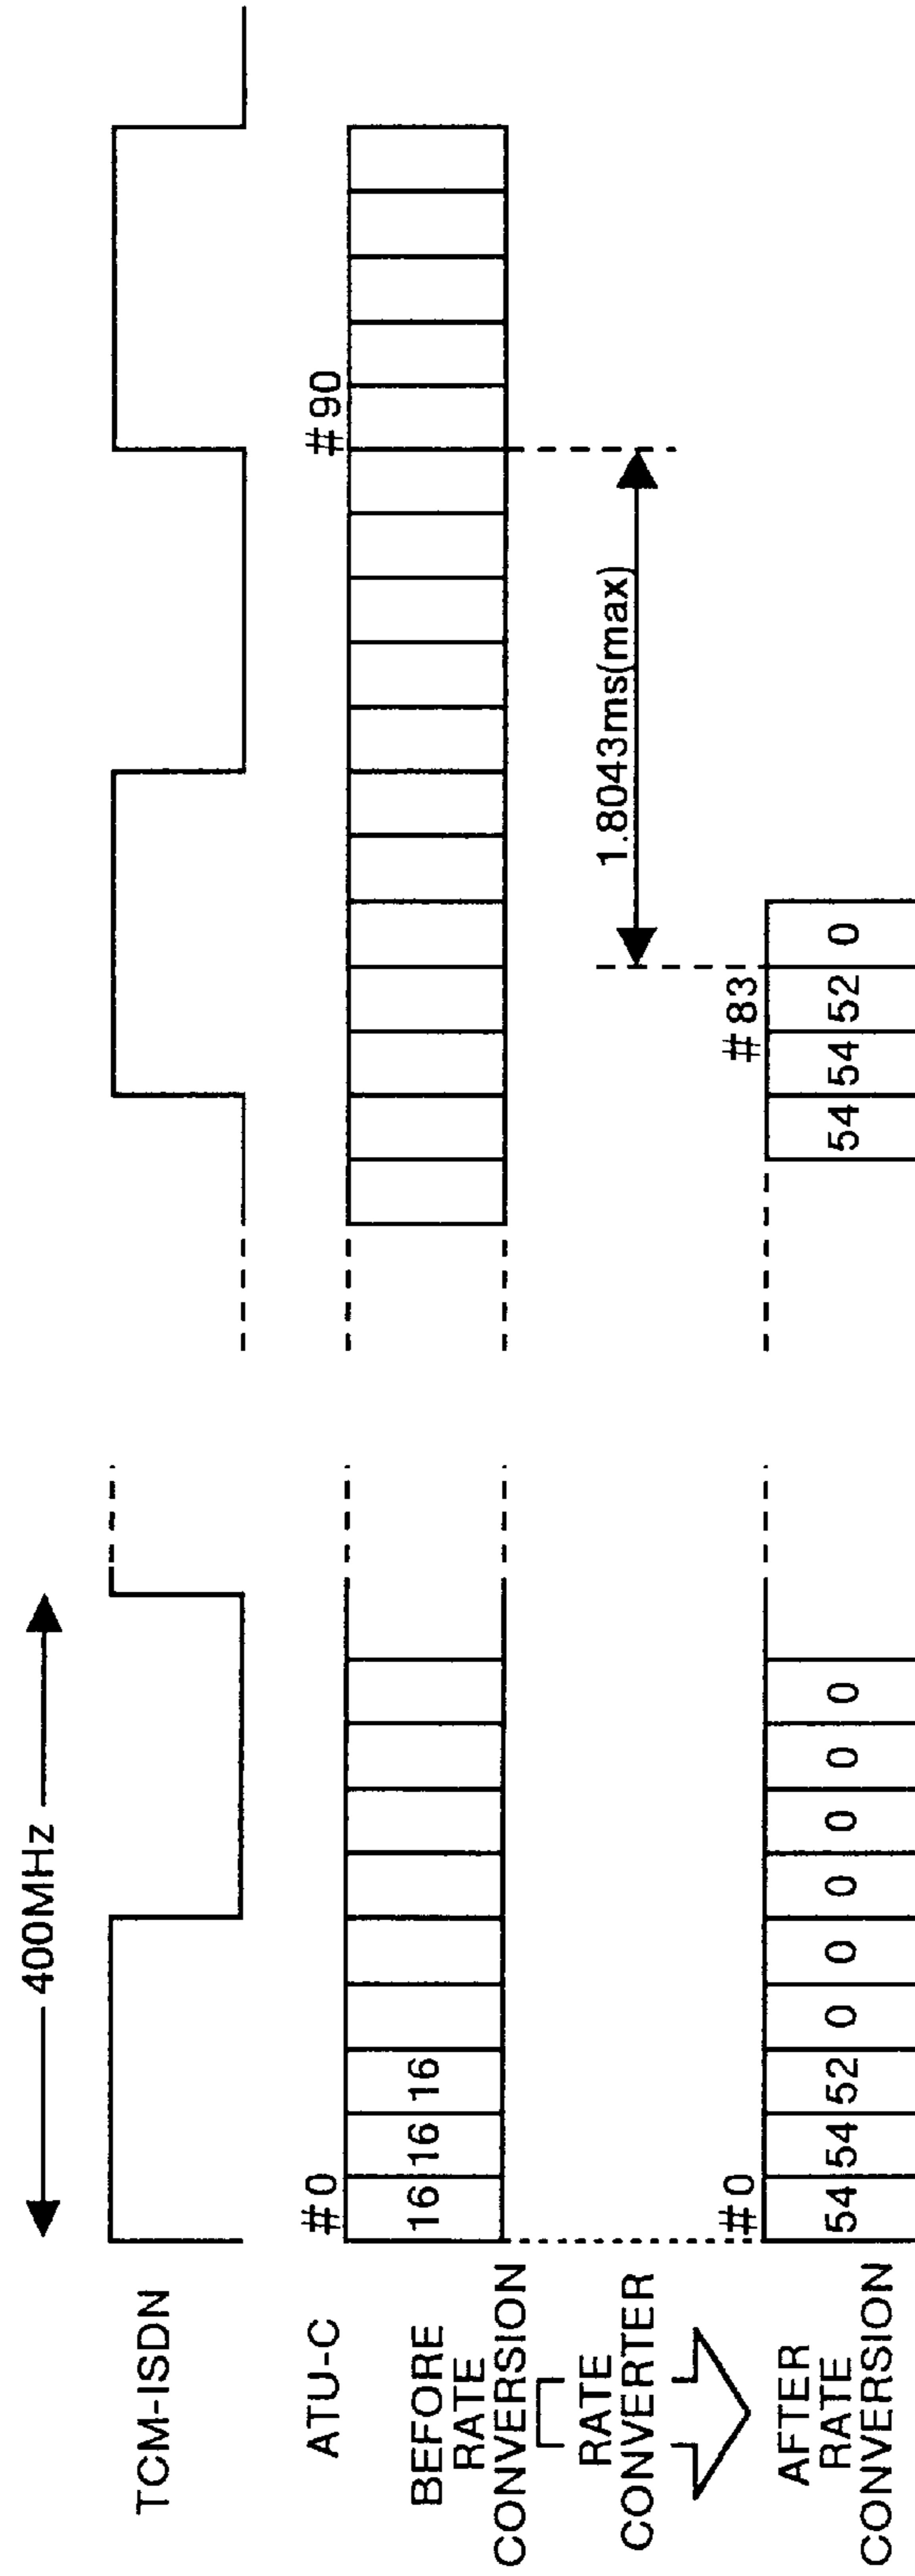 400MHz
TCM-ISDN
ATU-C
#0
#90
BEFORE
RATE
CONVERSION
16 16 16
RATE
CONVERTER
1.8043ms(max)
AFTER
RATE
CONVERSION
#0
54 54 52 0 0 0 0 0 0
#83
54 54 52 0